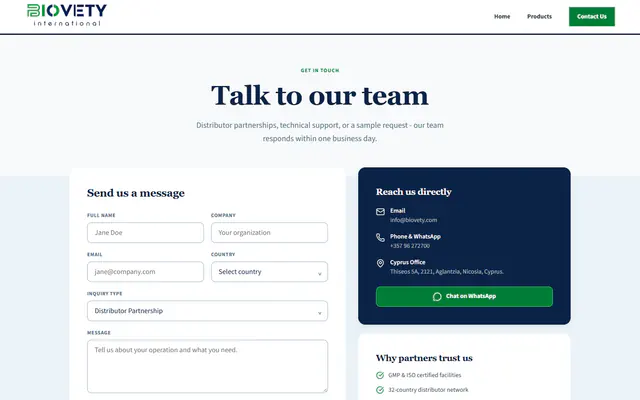 BIOVETY
international
Home
Products
Contact Us
GET IN TOUCH
Talk to our team
Distributor partnerships, technical support, or a sample request - our team
responds within one business day.
Send us a message
FULL NAME
COMPANY
Jane Doe
Your organization
EMAIL
COUNTRY
jane@company.com
Select country
INQUIRY TYPE
Distributor Partnership
MESSAGE
Tell us about your operation and what you need.
Reach us directly
Email
info@biovety.com
Phone & WhatsApp
+357 96 272700
Cyprus Office
Thiseos 5A, 2121, Aglantzia, Nicosia, Cyprus.
Chat on WhatsApp
Why partners trust us
GMP & ISO certified facilities
32-country distributor network